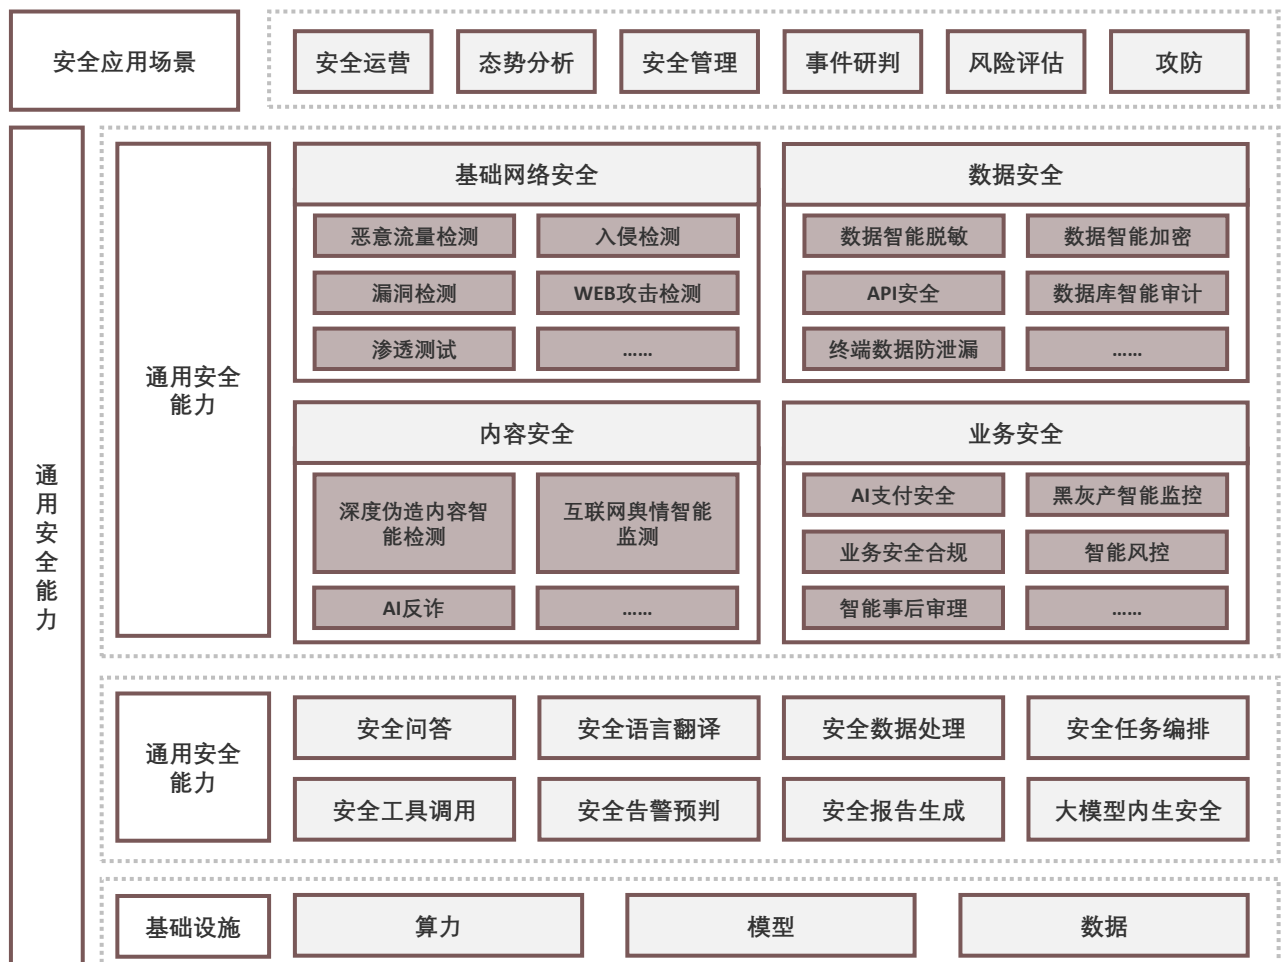 安全应用场景
安全运营
态势分析
安全管理
事件研判
风险评估
攻防
通
用
安
全
能
力
通用安全
能力
基础网络安全
恶意流量检测
入侵检测
漏洞检测
WEB攻击检测
渗透测试
......
数据安全
数据智能脱敏
数据智能加密
API安全
数据库智能审计
终端数据防泄漏
......
内容安全
深度伪造内容智
能检测
互联网舆情智能
监测
AI反诈
......
业务安全
AI支付安全
黑灰产智能监控
业务安全合规
智能风控
智能事后审理
......
通用安全
能力
安全问答
安全语言翻译
安全数据处理
安全任务编排
安全工具调用
安全告警预判
安全报告生成
大模型内生安全
基础设施
算力
模型
数据